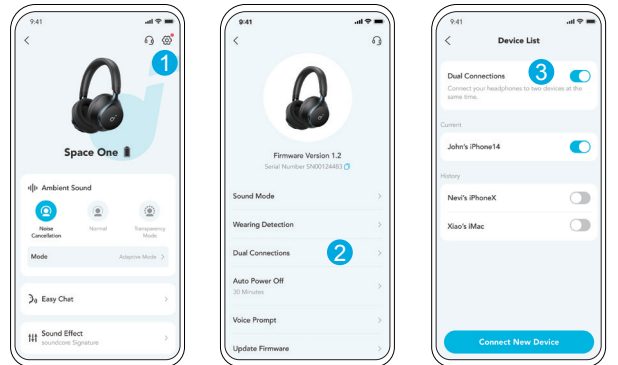 9:41
1
Space One
Ambient Sound
Noise
Cancellation
Normal
Transparency
Mode
Mode
Adaptive Mode
Easy Chat
Sound Effect
soundcore Signature
9:41
Firmware Version 1.2
Serial Number SN00124483
Sound Mode
Wearing Detection
Dual Connections
2
Auto Power Off
30 Minutes
Voice Prompt
Update Firmware
9:41
Device List
Dual Connections
3
Connect your headphones to two devices at the
same time.
Current
John's iPhone14
History
Nevi's iPhoneX
Xiao's iMac
Connect New Device